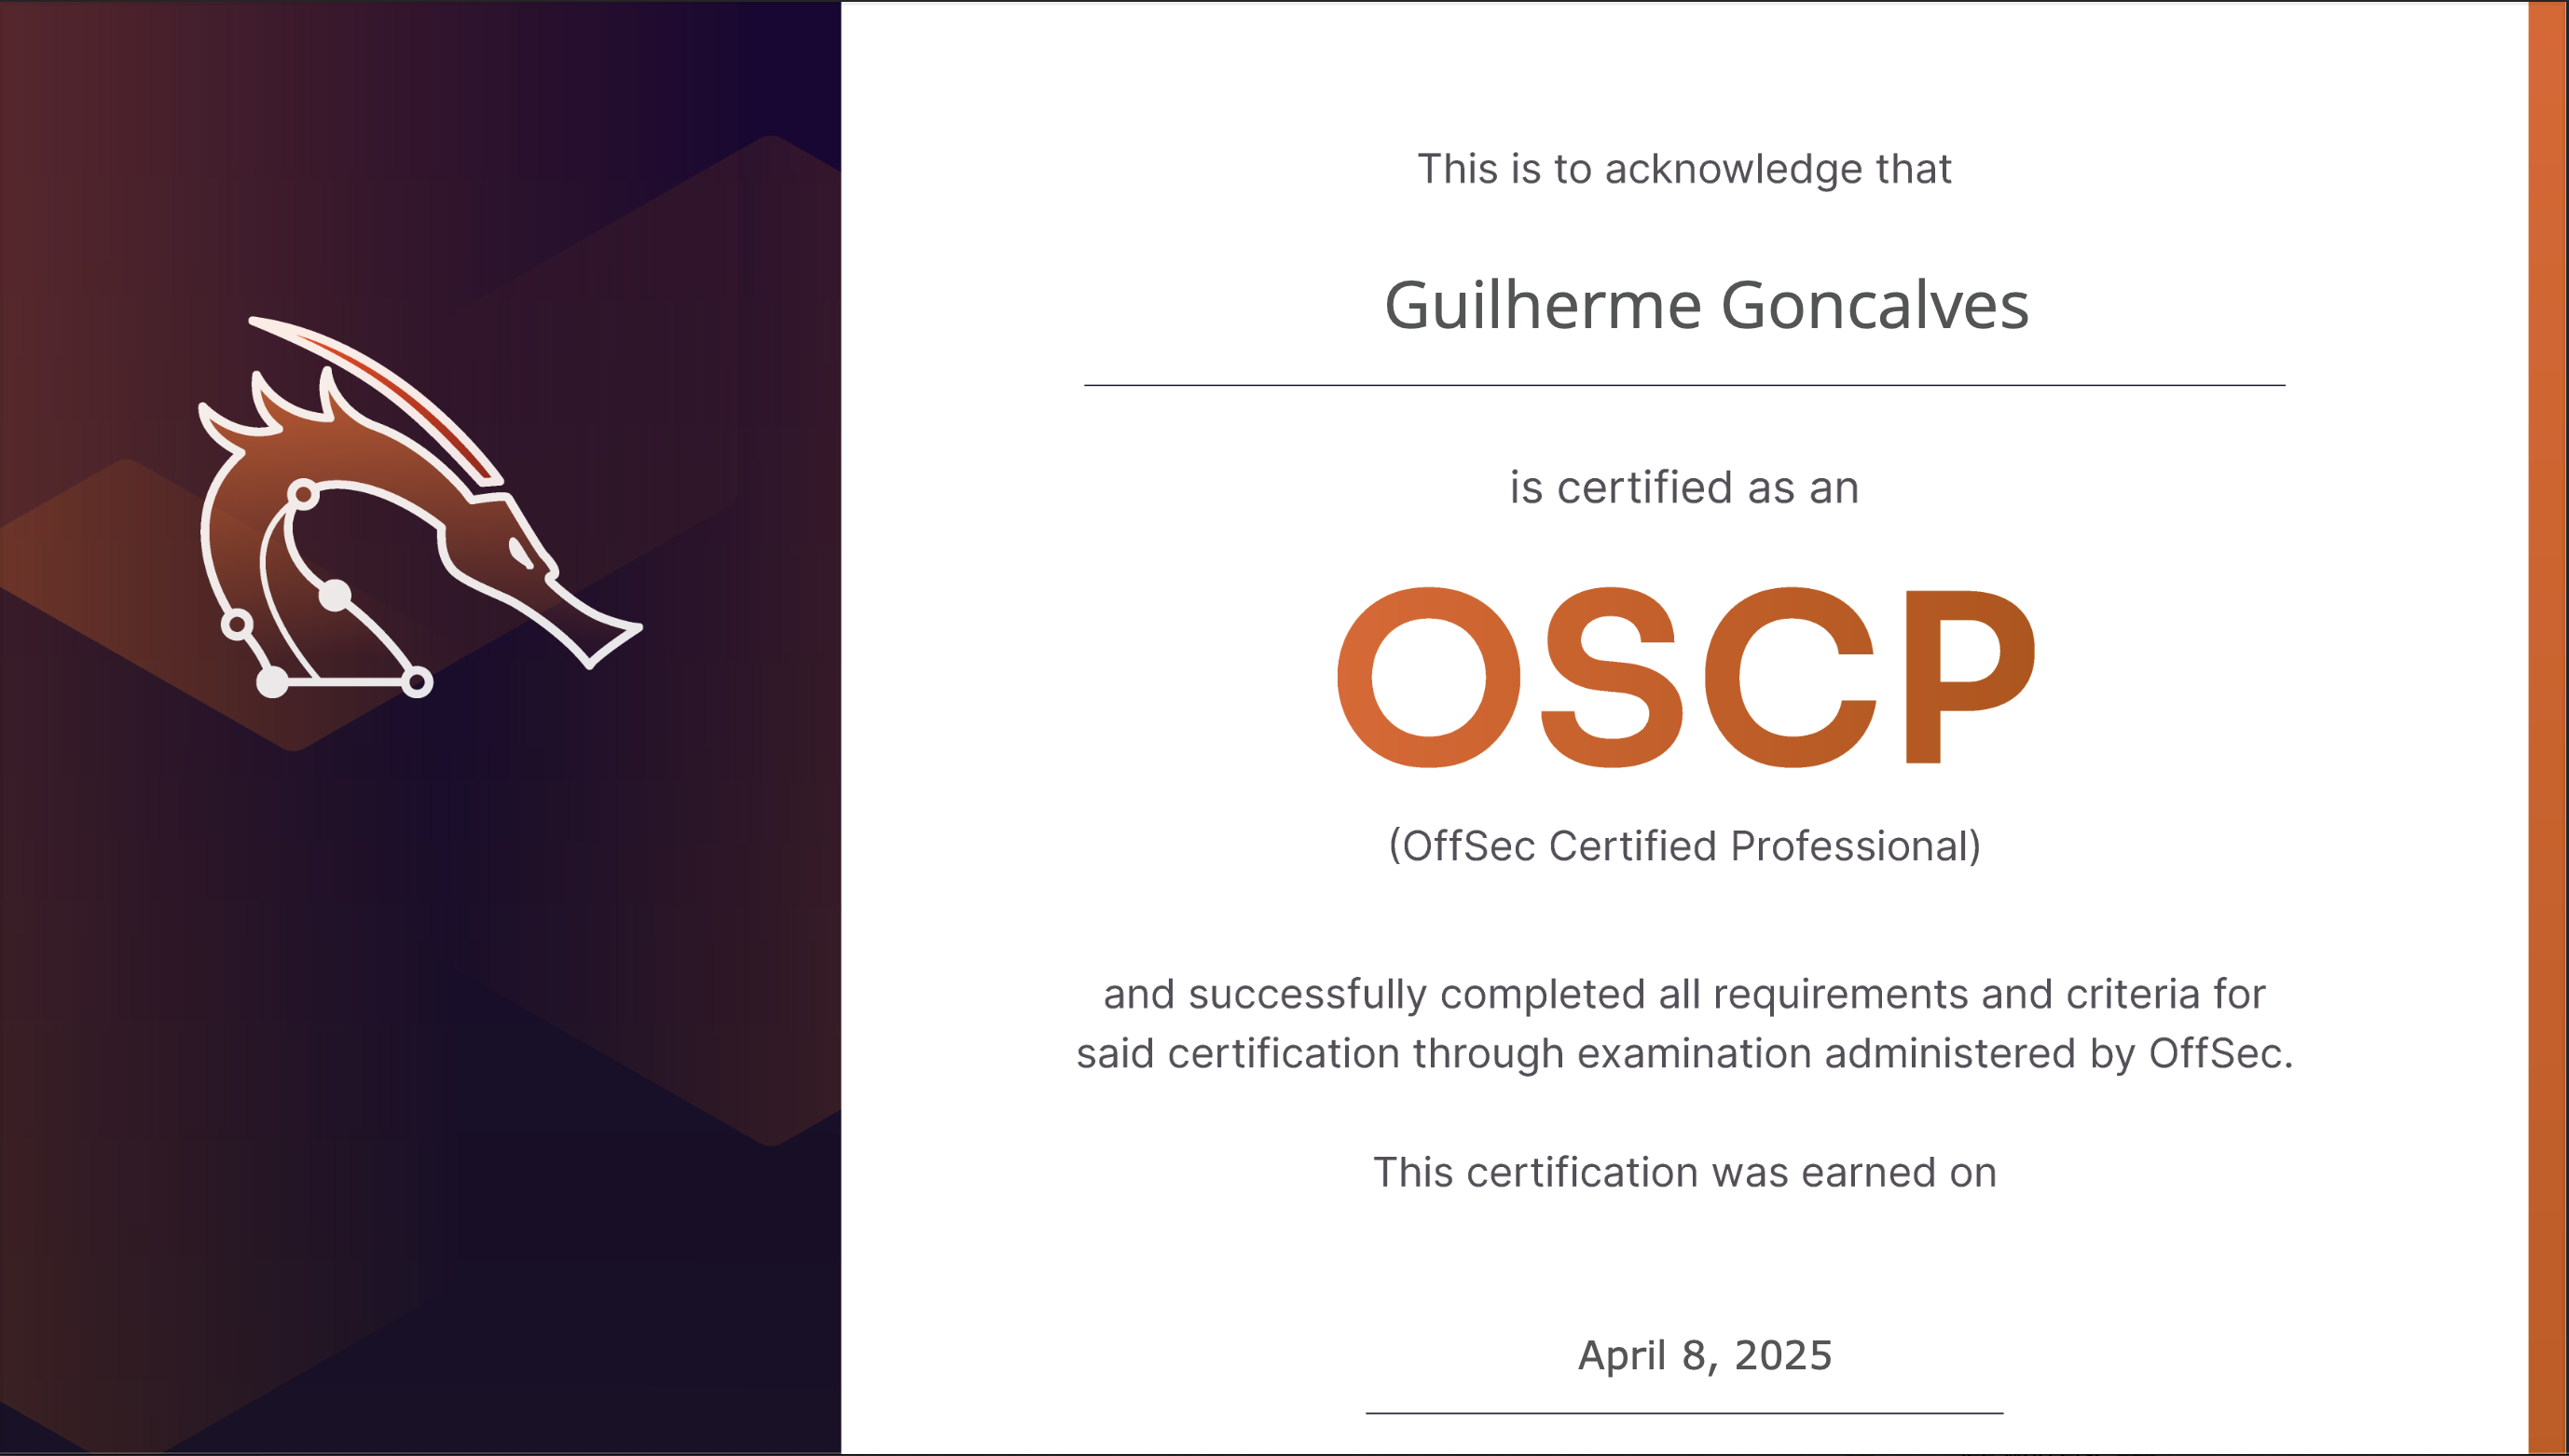 This is to acknowledge that
Guilherme Goncalves
is certified as an
OSCP
(OffSec Certified Professional)
and successfully completed all requirements and criteria for
said certification through examination administered by OffSec.
This certification was earned on
April 8, 2025